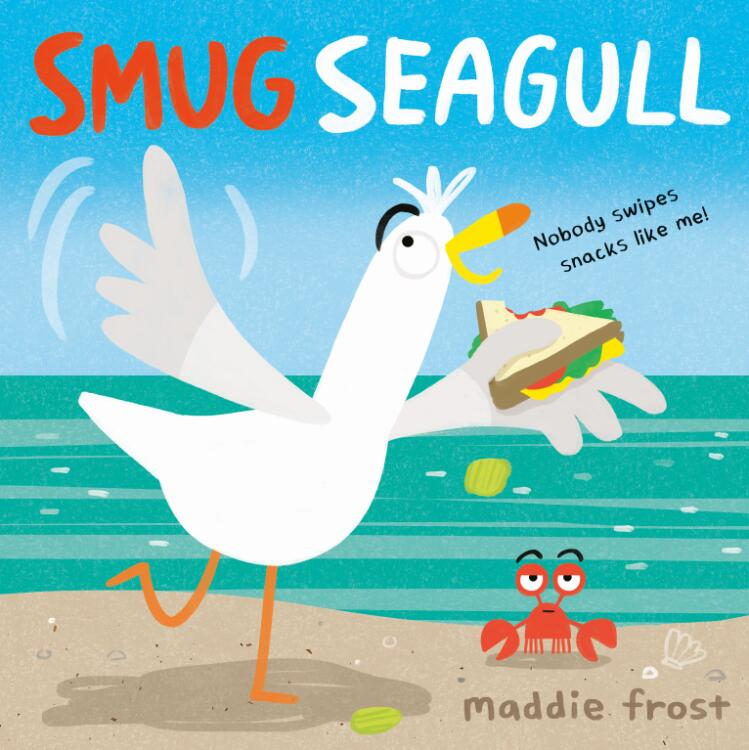 SMUG SEAGULL
Nobody swipes
snacks like me!
maddie frost